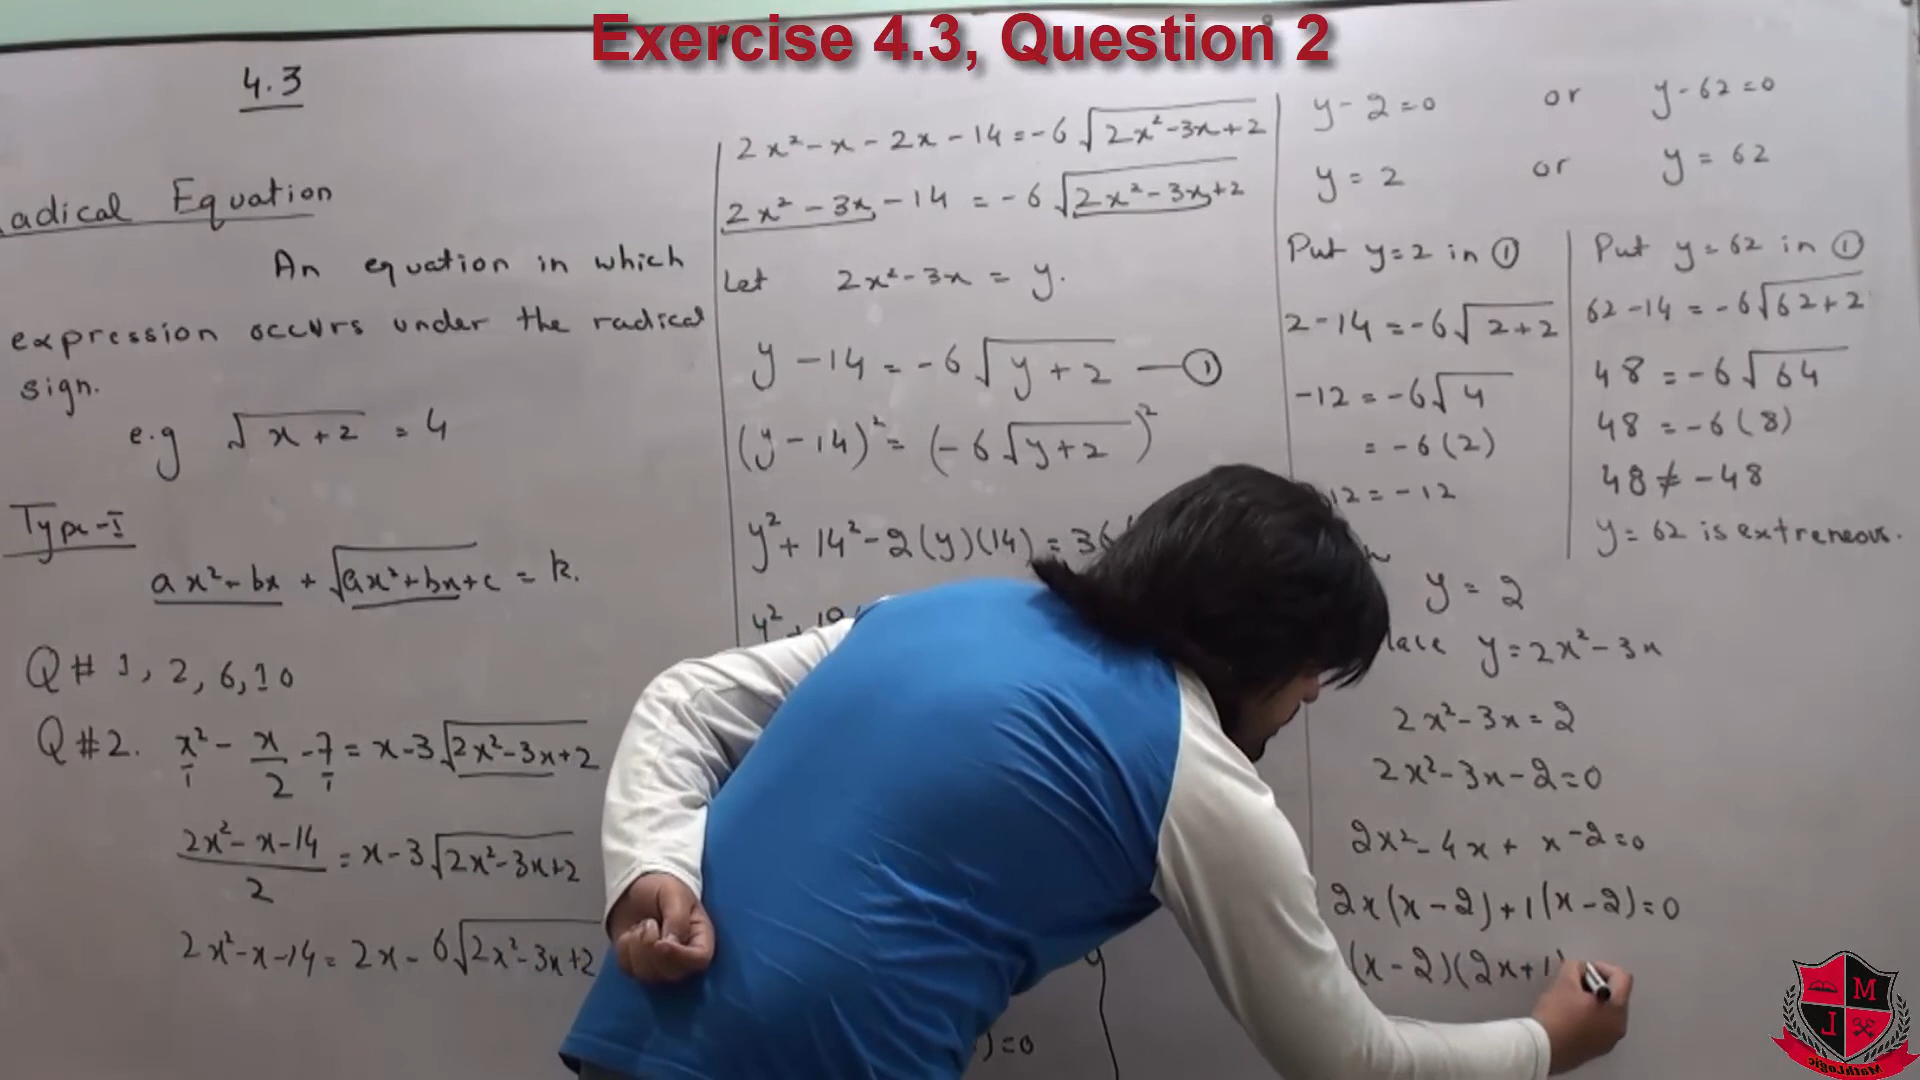 Exercise 4.3, Question 2
4.3
adical Equation
An equation in which
expression occurs under the radical
sign.
e.g √(x+2) = 4
Type-I
ax²+bx + √(ax²+bx+c) = k.
Q # 1, 2, 6, 10
Q #2. x²/1 - x/2 - 7/1 = x-3√(2x²-3x+2)
(2x²-x-14)/2 = x-3√(2x²-3x+2)
2x²-x-14 = 2x-6√(2x²-3x+2)
2x²-x-2x-14 = -6√(2x²-3x+2)
2x²-3x-14 = -6√(2x²-3x+2)
Let 2x²-3x = y.
y-14 = -6√(y+2) — ①
(y-14)² = (-6√(y+2))²
y²+14²-2(y)(14) = 36
y²+
)=0
y-2=0 or y-62=0
y=2 or y=62
Put y=2 in ①
2-14 = -6√(2+2)
-12 = -6√4
= -6(2)
12 = -12
Put y=62 in ①
62-14 = -6√(62+2)
48 = -6√64
48 = -6(8)
48 ≠ -48
y=62 is extreneous.
y=2
lace y=2x²-3x
2x²-3x=2
2x²-3x-2=0
2x²-4x+x-2=0
2x(x-2)+1(x-2)=0
(x-2)(2x+1)
M
J
MathLogic